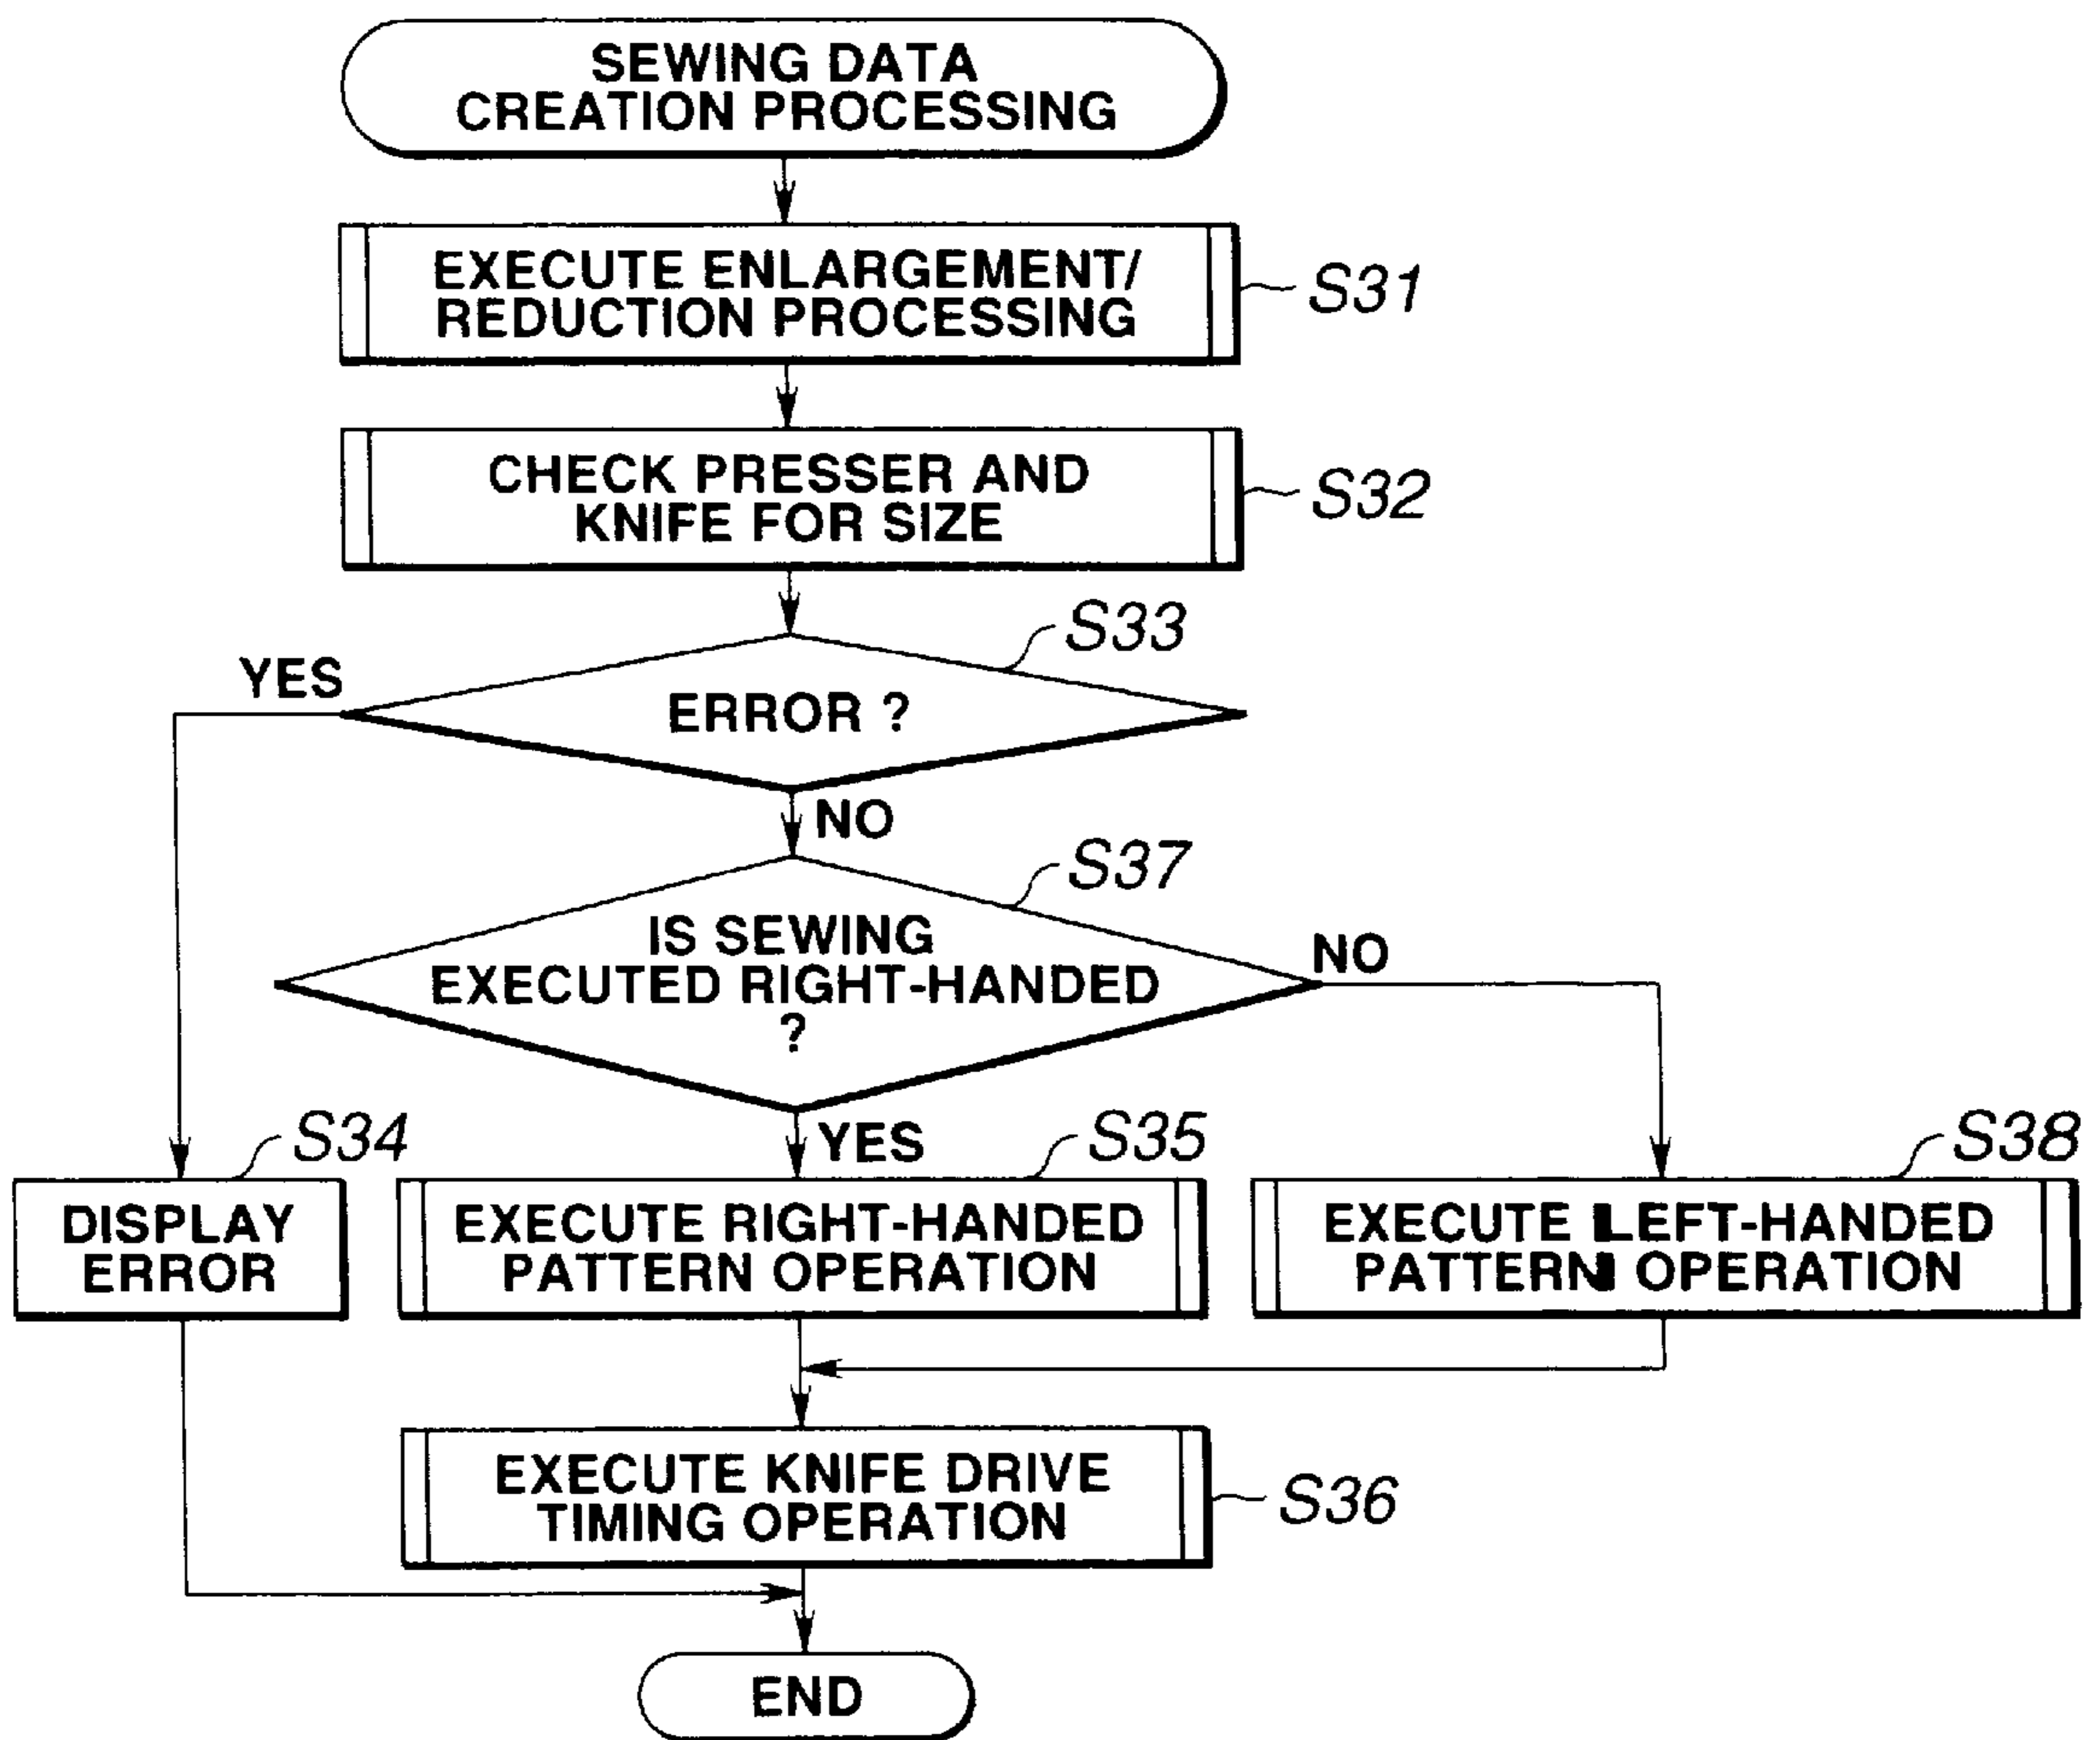 SEWING DATA
CREATION PROCESSING
EXECUTE ENLARGEMENT/
REDUCTION PROCESSING
S31
CHECK PRESSER AND
KNIFE FOR SIZE
S32
S33
YES
ERROR ?
NO
S37
IS SEWING
EXECUTED RIGHT-HANDED
?
NO
YES
S34
DISPLAY
ERROR
S35
EXECUTE RIGHT-HANDED
PATTERN OPERATION
S38
EXECUTE LEFT-HANDED
PATTERN OPERATION
EXECUTE KNIFE DRIVE
TIMING OPERATION
S36
END